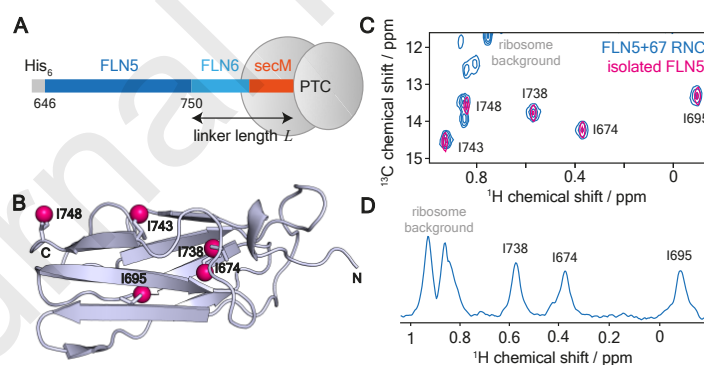 A
His6
FLN5
FLN6
secM
PTC
646
750
linker length L
B
I748
I743
I738
I674
I695
C
N
C
12
13
14
15
13C chemical shift / ppm
ribosome
background
FLN5+67 RNC
isolated FLN5
I748
I738
I695
I743
I674
0.8
0.4
0
1H chemical shift / ppm
D
ribosome
background
I738
I674
I695
1
0.8
0.6
0.4
0.2
0
1H chemical shift / ppm